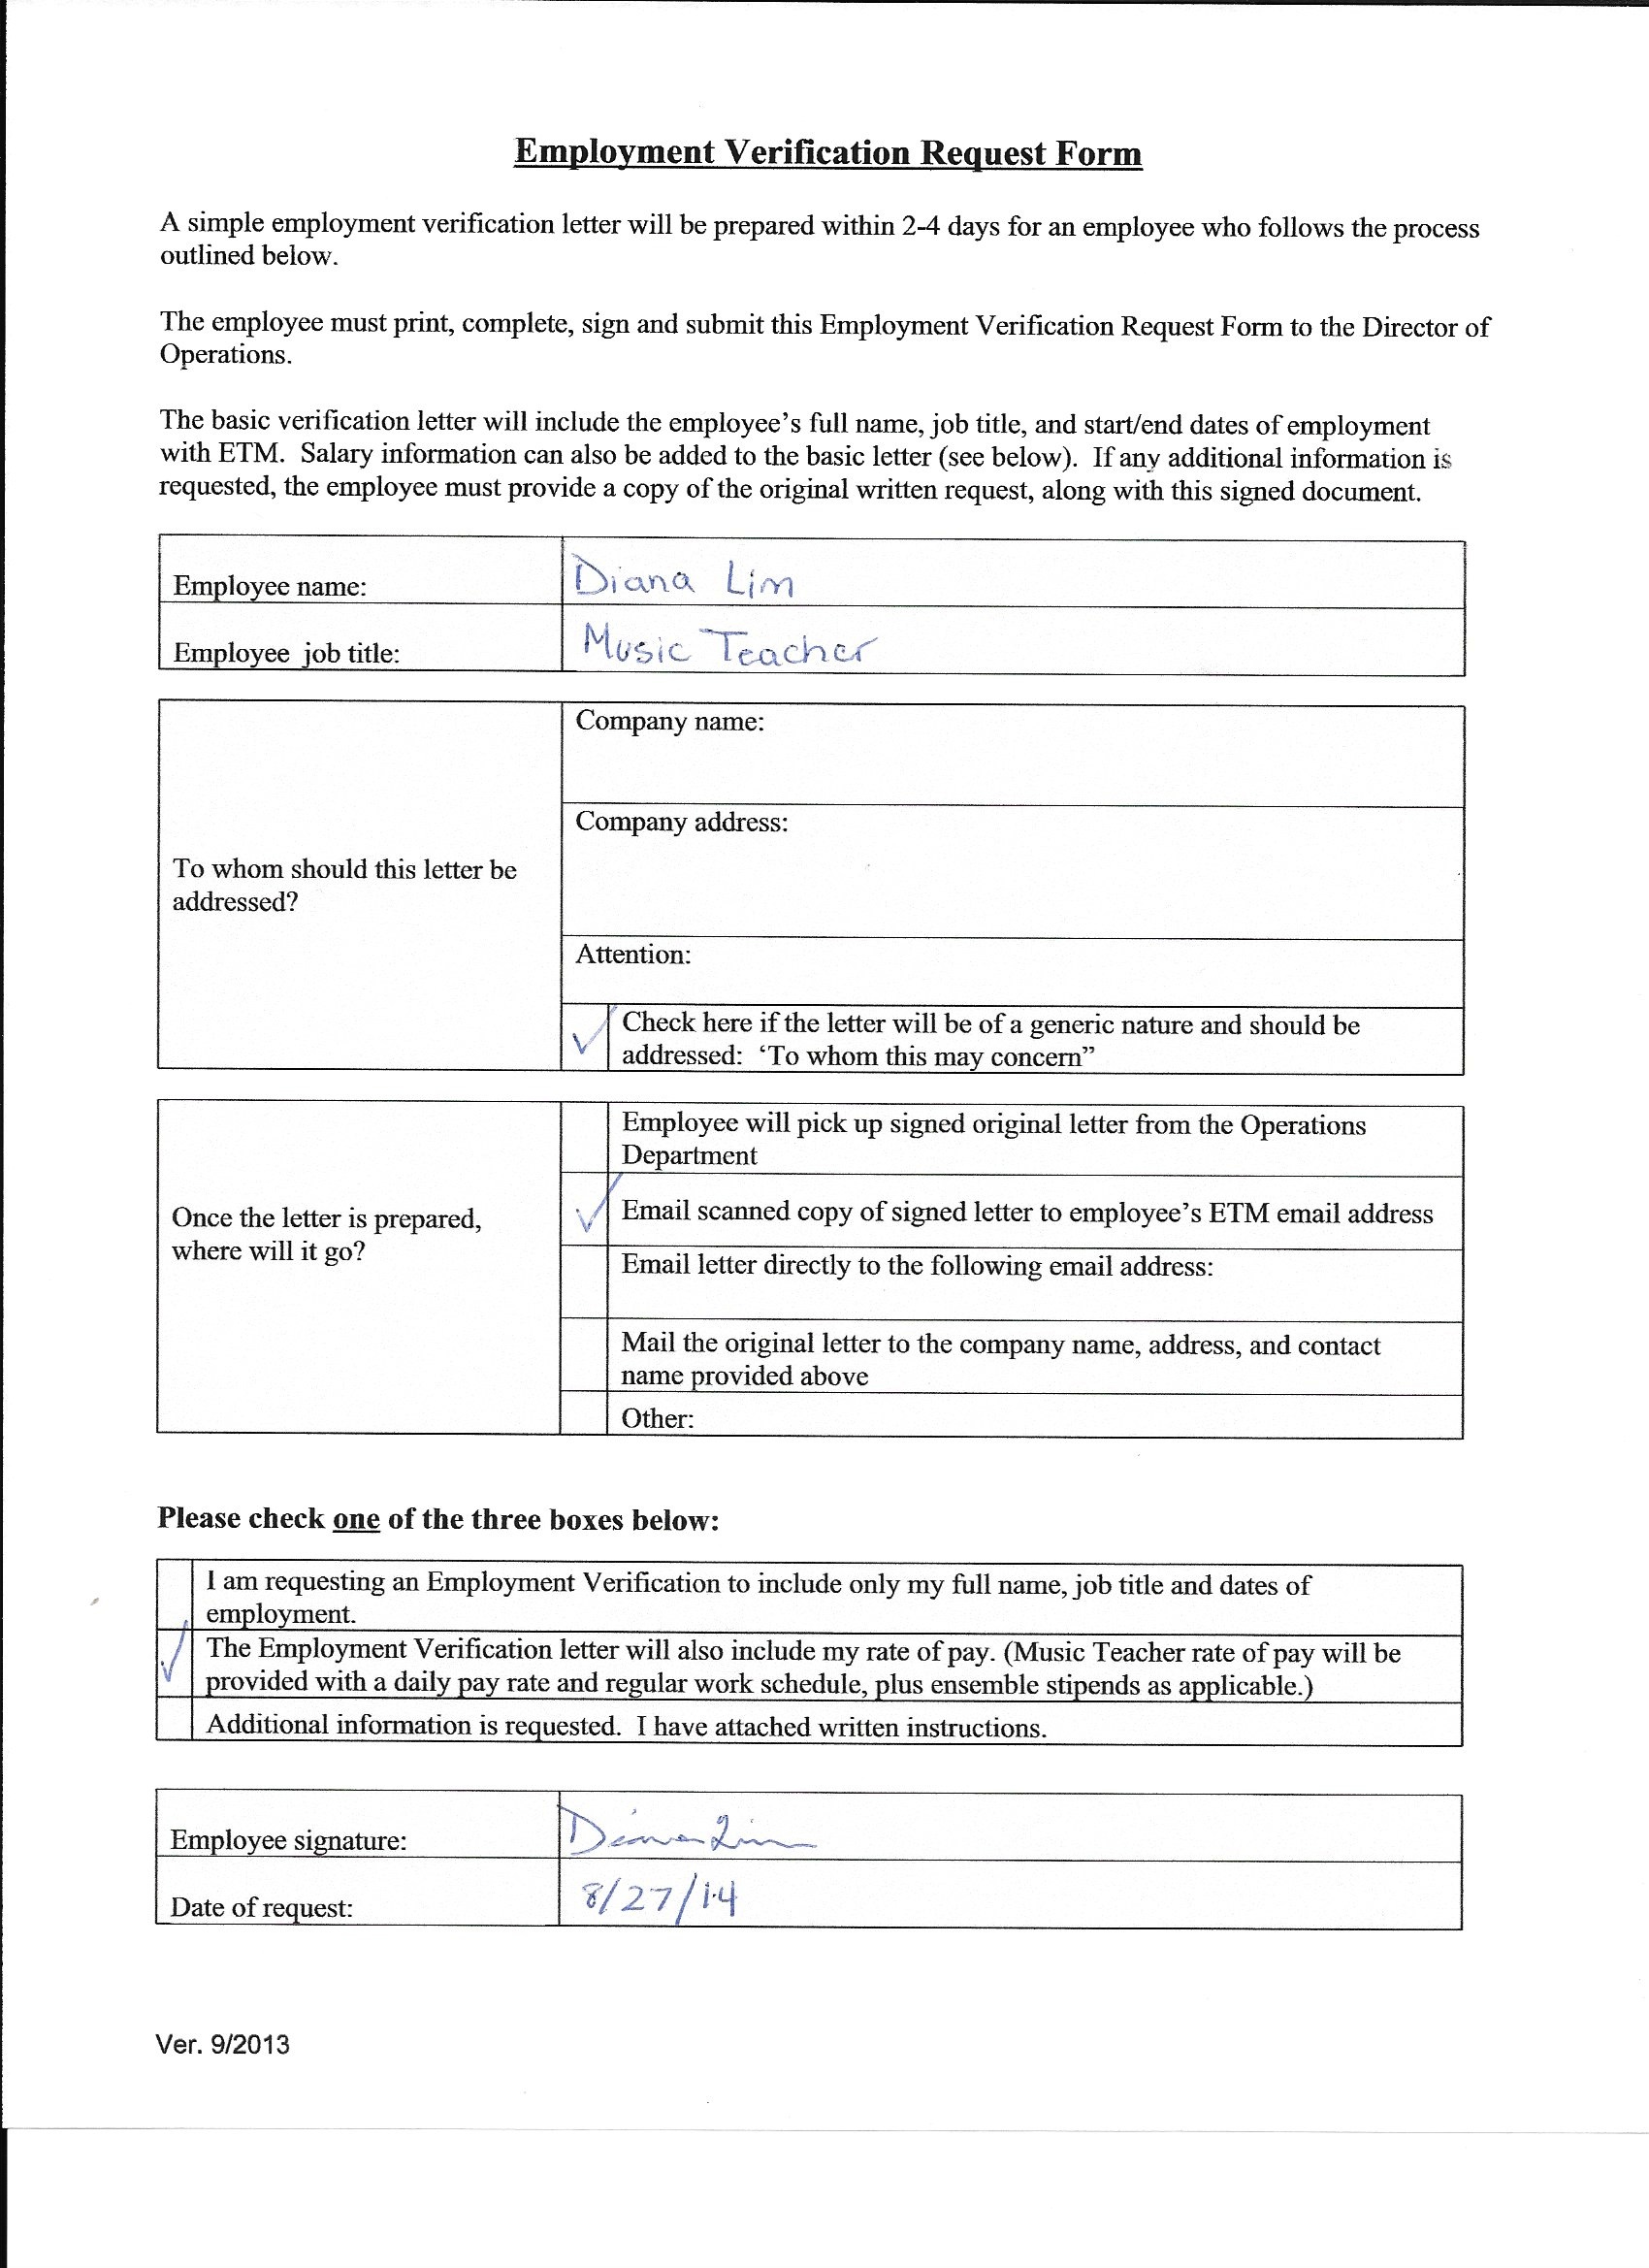 Employment Verification Request Form
A simple employment verification letter will be prepared within 2-4 days for an employee who follows the process
outlined below.
The employee must print, complete, sign and submit this Employment Verification Request Form to the Director of
Operations.
The basic verification letter will include the employee's full name, job title, and start/end dates of employment
with ETM.  Salary information can also be added to the basic letter (see below).  If any additional information is
requested, the employee must provide a copy of the original written request, along with this signed document.
Employee name: Diana Lim
Employee job title: Music Teacher
To whom should this letter be
addressed?
Company name:
Company address:
Attention:
✓ Check here if the letter will be of a generic nature and should be
addressed:  ‘To whom this may concern”
Once the letter is prepared,
where will it go?
Employee will pick up signed original letter from the Operations
Department
✓ Email scanned copy of signed letter to employee's ETM email address
Email letter directly to the following email address:
Mail the original letter to the company name, address, and contact
name provided above
Other:
Please check one of the three boxes below:
I am requesting an Employment Verification to include only my full name, job title and dates of
employment.
✓ The Employment Verification letter will also include my rate of pay. (Music Teacher rate of pay will be
provided with a daily pay rate and regular work schedule, plus ensemble stipends as applicable.)
Additional information is requested.  I have attached written instructions.
Employee signature: Diana Lim
Date of request: 8/27/14
Ver. 9/2013